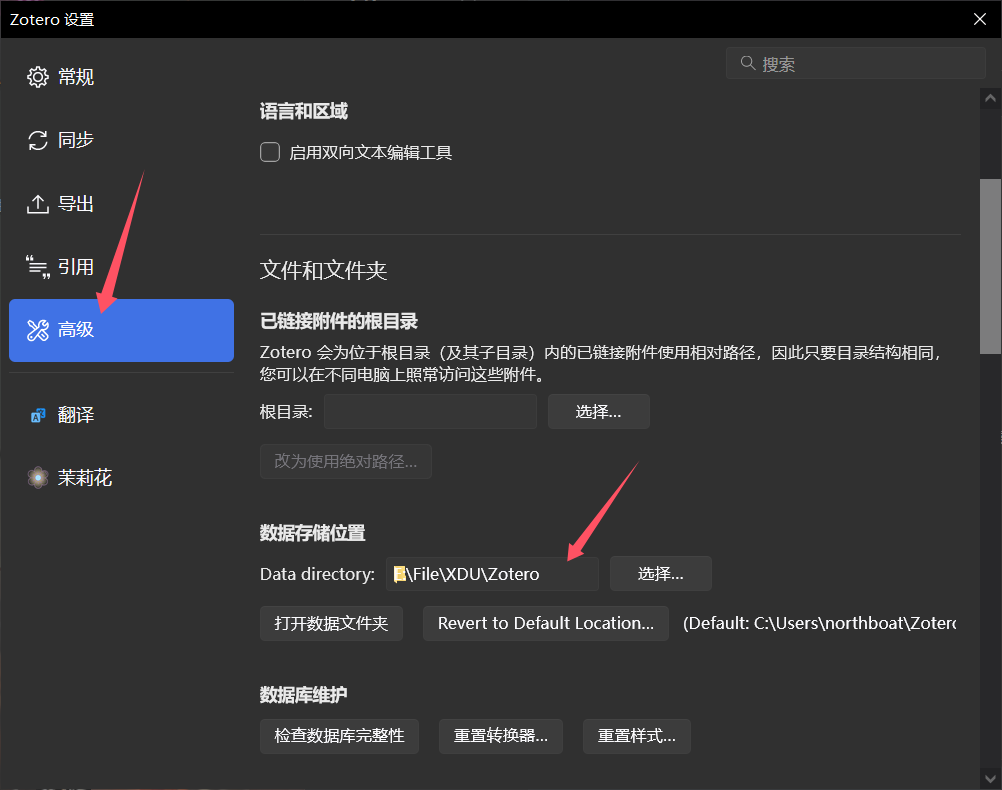 Zotero 设置
搜索
常规
同步
导出
引用
高级
翻译
茉莉花
语言和区域
启用双向文本编辑工具
文件和文件夹
已链接附件的根目录
Zotero 会为位于根目录（及其子目录）内的已链接附件使用相对路径，因此只要目录结构相同，
您可以在不同电脑上照常访问这些附件。
根目录:
选择...
改为使用绝对路径...
数据存储位置
Data directory: \File\XDU\Zotero 选择...
打开数据文件夹 Revert to Default Location... (Default: C:\Users\northboat\Zotero
数据库维护
检查数据库完整性 重置转换器... 重置样式...